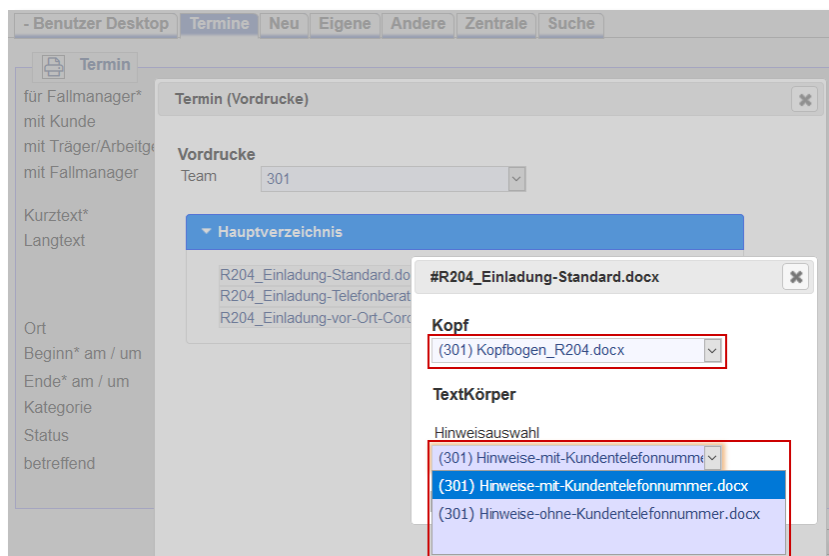 - Benutzer Desktop Termine Neu Eigene Andere Zentrale Suche
Termin
für Fallmanager*
mit Kunde
mit Träger/Arbeitge
mit Fallmanager
Kurztext*
Langtext
Ort
Beginn* am / um
Ende* am / um
Kategorie
Status
betreffend
Termin (Vordrucke)
Vordrucke
Team 301
Hauptverzeichnis
R204_Einladung-Standard.do
R204_Einladung-Telefonberat
R204_Einladung-vor-Ort-Coro
#R204_Einladung-Standard.docx
Kopf
(301) Kopfbogen_R204.docx
TextKörper
Hinweisauswahl
(301) Hinweise-mit-Kundentelefonnumme
(301) Hinweise-mit-Kundentelefonnummer.docx
(301) Hinweise-ohne-Kundentelefonnummer.docx